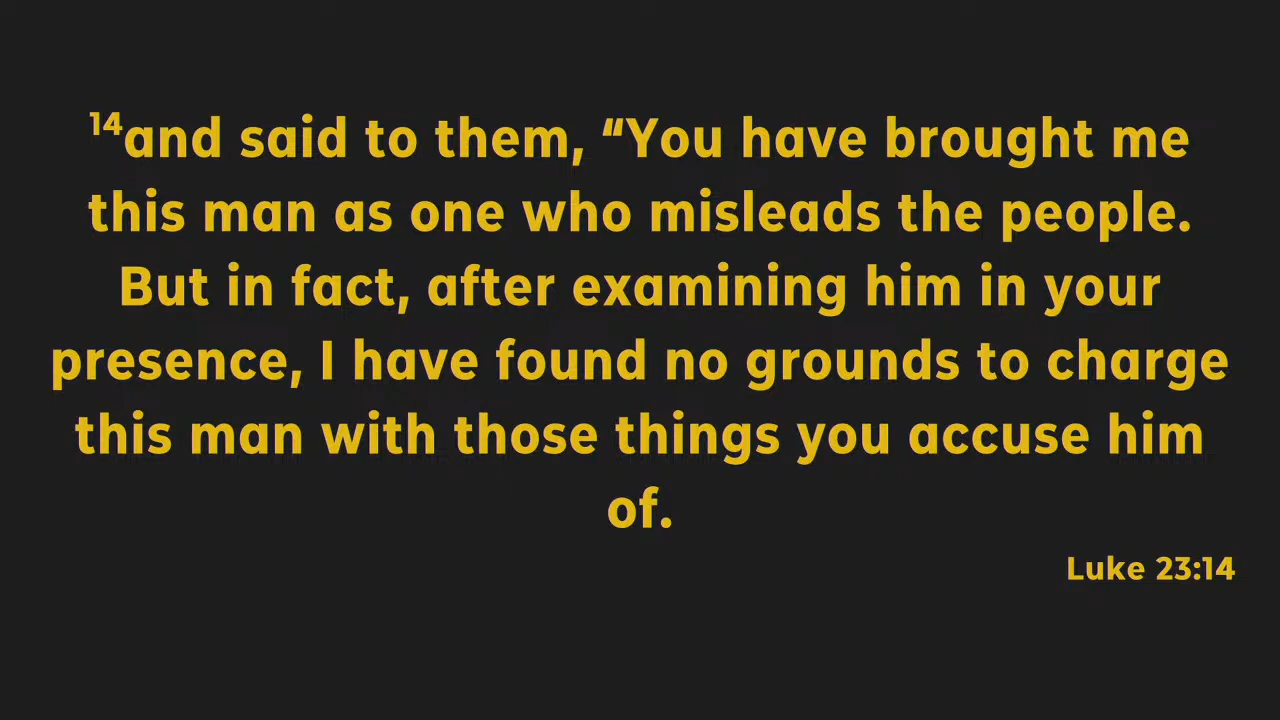 14and said to them, “You have brought me
this man as one who misleads the people.
But in fact, after examining him in your
presence, I have found no grounds to charge
this man with those things you accuse him
of.
Luke 23:14